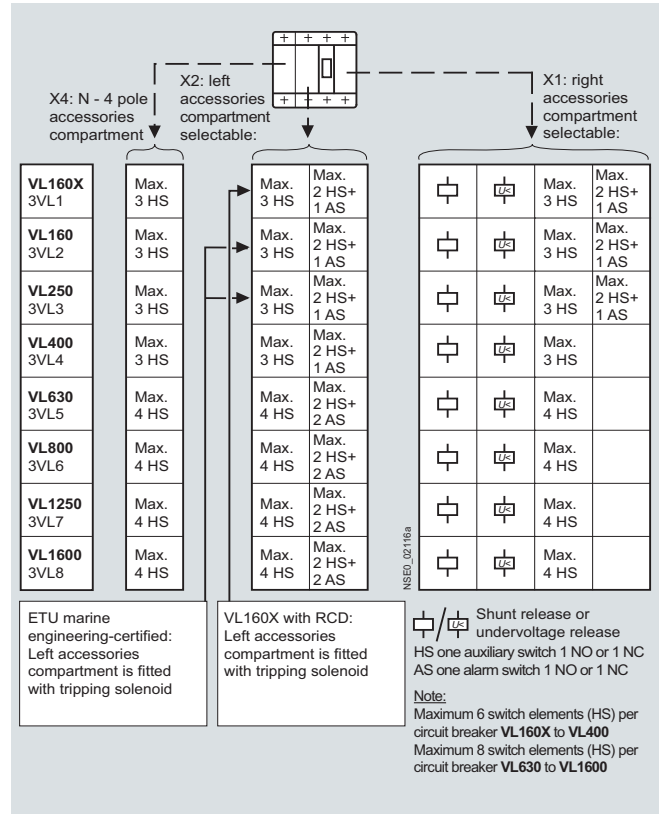 X4: N - 4 pole
accessories
compartment
X2: left
accessories
compartment
selectable:
X1: right
accessories
compartment
selectable:
VL160X
3VL1
Max.
3 HS
Max.
3 HS
Max.
2 HS+
1 AS
U<
Max.
3 HS
Max.
2 HS+
1 AS
VL160
3VL2
Max.
3 HS
Max.
3 HS
Max.
2 HS+
1 AS
U<
Max.
3 HS
Max.
2 HS+
1 AS
VL250
3VL3
Max.
3 HS
Max.
3 HS
Max.
2 HS+
1 AS
U<
Max.
3 HS
Max.
2 HS+
1 AS
VL400
3VL4
Max.
3 HS
Max.
3 HS
Max.
2 HS+
1 AS
U<
Max.
3 HS
VL630
3VL5
Max.
4 HS
Max.
4 HS
Max.
2 HS+
2 AS
U<
Max.
4 HS
VL800
3VL6
Max.
4 HS
Max.
4 HS
Max.
2 HS+
2 AS
U<
Max.
4 HS
VL1250
3VL7
Max.
4 HS
Max.
4 HS
Max.
2 HS+
2 AS
U<
Max.
4 HS
VL1600
3VL8
Max.
4 HS
Max.
4 HS
Max.
2 HS+
2 AS
U<
Max.
4 HS
NSE0_02116a
ETU marine
engineering-certified:
Left accessories
compartment is fitted
with tripping solenoid
VL160X with RCD:
Left accessories
compartment is fitted
with tripping solenoid
/ U< Shunt release or
undervoltage release
HS one auxiliary switch 1 NO or 1 NC
AS one alarm switch 1 NO or 1 NC
Note:
Maximum 6 switch elements (HS) per
circuit breaker VL160X to VL400
Maximum 8 switch elements (HS) per
circuit breaker VL630 to VL1600